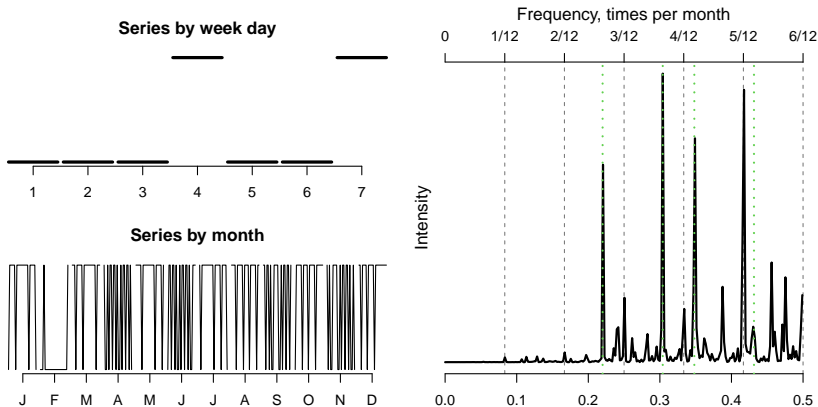 Series by week day
1 2 3 4 5 6 7
Series by month
J F M A M J J A S O N D
Frequency, times per month
0 1/12 2/12 3/12 4/12 5/12 6/12
Intensity
0.0 0.1 0.2 0.3 0.4 0.5